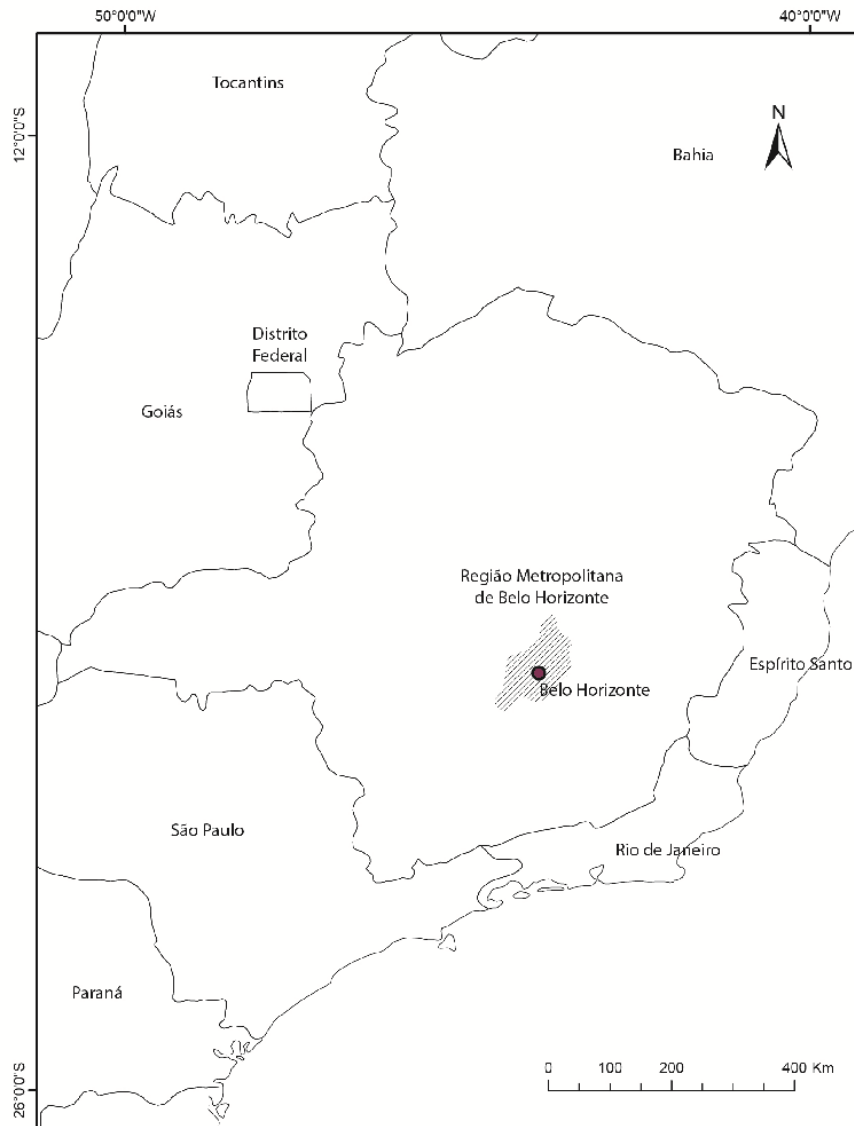 50°0'0"W
40°0'0"W
Tocantins
12°0'0"S
N
Bahia
Distrito
Federal
Goiás
Região Metropolitana
de Belo Horizonte
Espírito Santo
Belo Horizonte
São Paulo
Rio de Janeiro
Paraná
0 100 200 400 Km
26°0'0"S